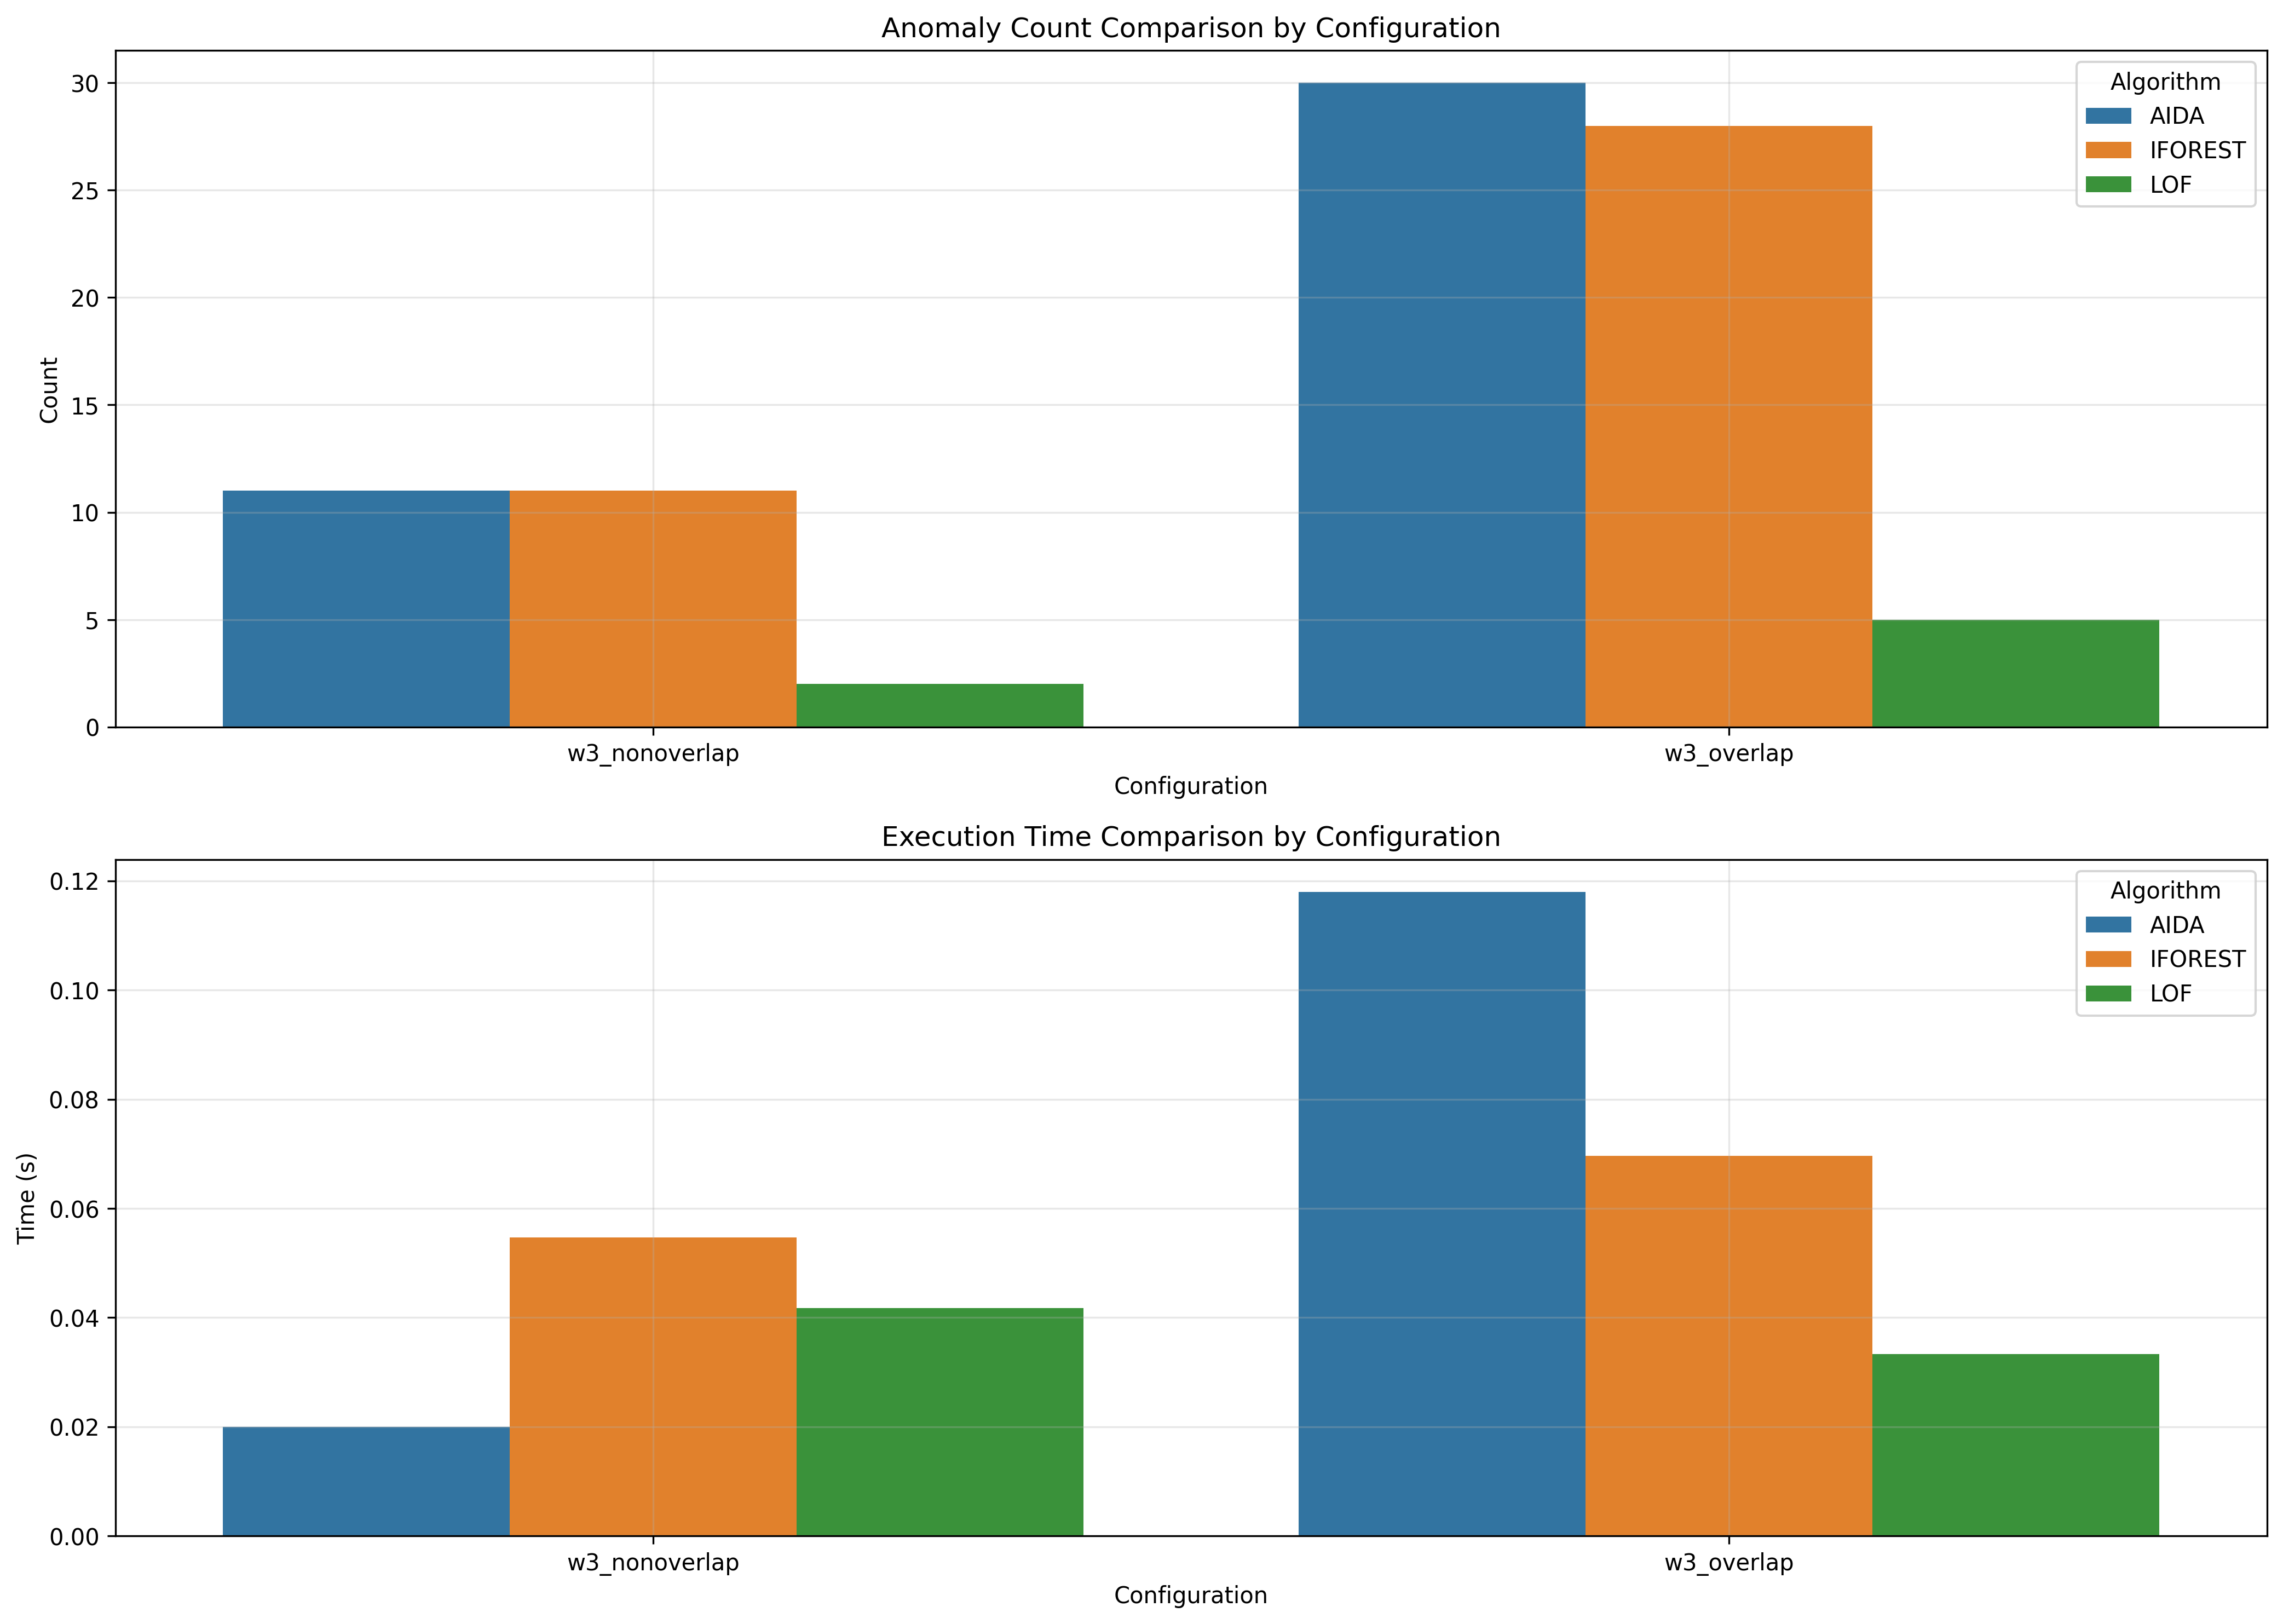 Anomaly Count Comparison by Configuration
Algorithm
AIDA
IFOREST
LOF
30
25
20
15
10
5
0
Count
w3_nonoverlap
w3_overlap
Configuration
Execution Time Comparison by Configuration
Algorithm
AIDA
IFOREST
LOF
0.12
0.10
0.08
0.06
0.04
0.02
0.00
Time (s)
w3_nonoverlap
w3_overlap
Configuration